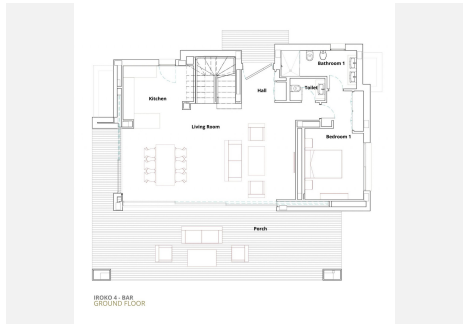 Bathroom 1
Toilet
Hall
Kitchen
Living Room
Bedroom 1
Porch
IROKO 4 - BAR
GROUND FLOOR